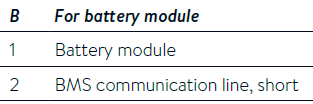 B For battery module
1 Battery module
2 BMS communication line, short